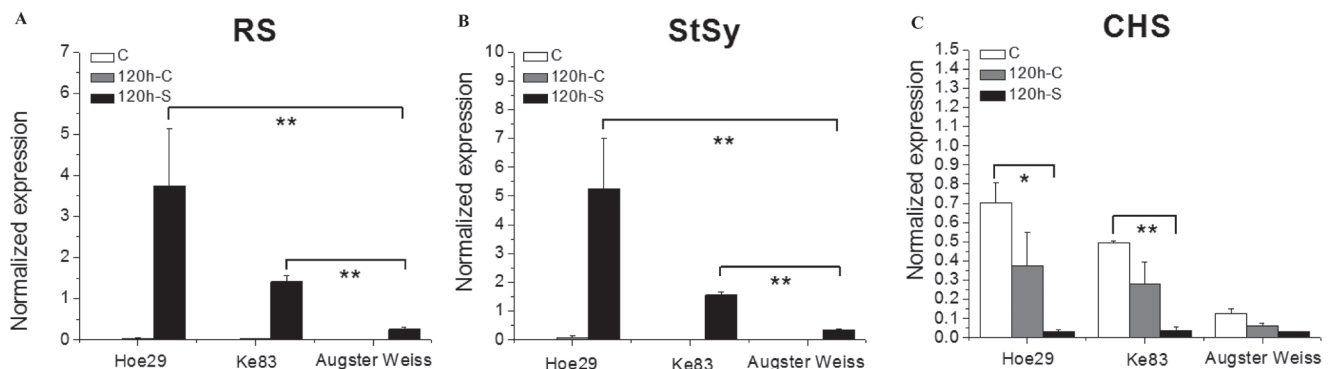 A
RS
7
6
5
4
3
2
1
0
Normalized expression
C
120h-C
120h-S
**
**
Hoe29
Ke83
Augster Weiss
B
StSy
10
9
8
7
6
5
4
3
2
1
0
Normalized expression
C
120h-C
120h-S
**
**
Hoe29
Ke83
Augster Weiss
C
CHS
1.5
1.4
1.3
1.2
1.1
1.0
0.9
0.8
0.7
0.6
0.5
0.4
0.3
0.2
0.1
0.0
Normalized expression
C
120h-C
120h-S
*
**
Hoe29
Ke83
Augster Weiss